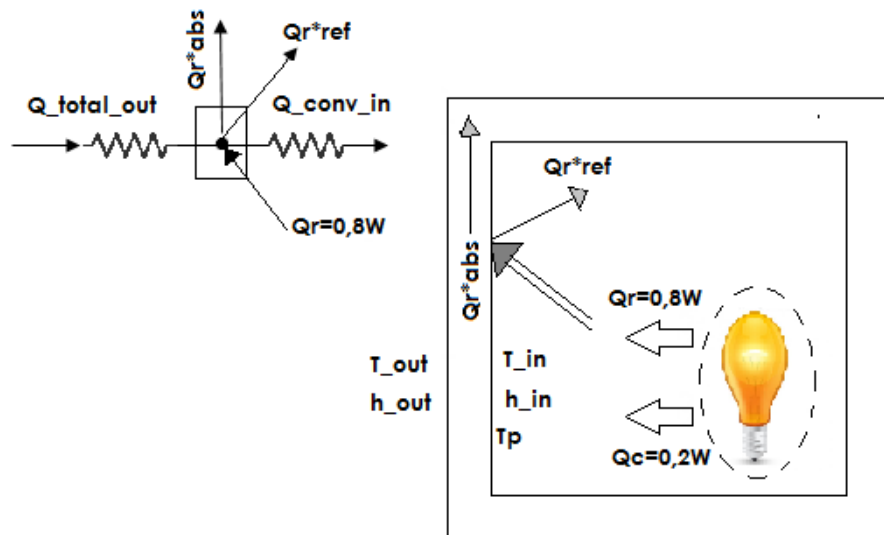 Qr*abs
Qr*ref
Q_total_out
Q_conv_in
Qr=0,8W
Qr*ref
Qr*abs
Qr=0,8W
T_out
T_in
h_out
h_in
Tp
Qc=0,2W